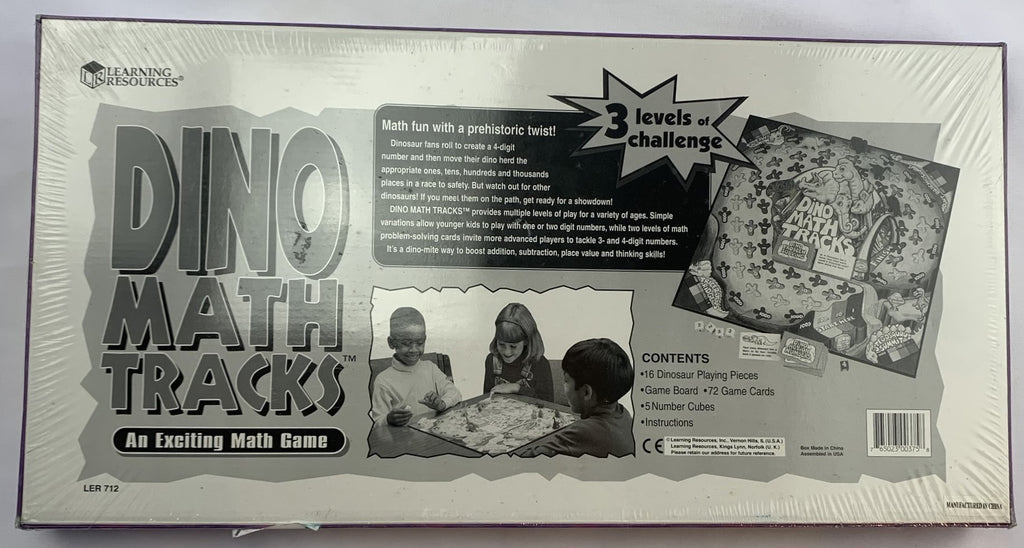 LEARNING
RESOURCES®
DINO
MATH
TRACKS™
An Exciting Math Game
LER 712
Math fun with a prehistoric twist!
Dinosaur fans roll to create a 4-digit
number and then move their dino herd the
appropriate ones, tens, hundreds and thousands
places in a race to safety. But watch out for other
dinosaurs! If you meet them on the path, get ready for a showdown!
DINO MATH TRACKS™ provides multiple levels of play for a variety of ages. Simple
variations allow younger kids to play with one or two digit numbers, while two levels of math
problem-solving cards invite more advanced players to tackle 3- and 4-digit numbers.
It's a dino-mite way to boost addition, subtraction, place value and thinking skills!
3 levels of
challenge
DINO
MATH
TRACKS
CONTENTS
•16 Dinosaur Playing Pieces
•Game Board •72 Game Cards
•5 Number Cubes
•Instructions
CE
© Learning Resources, Inc., Vernon Hills, IL (U.S.A.)
Learning Resources, Kings Lynn, Norfolk (U. K.)
Please retain our address for future reference.
Box Made in China
Assembled in USA
7 65023 00375 8
MANUFACTURED IN CHINA